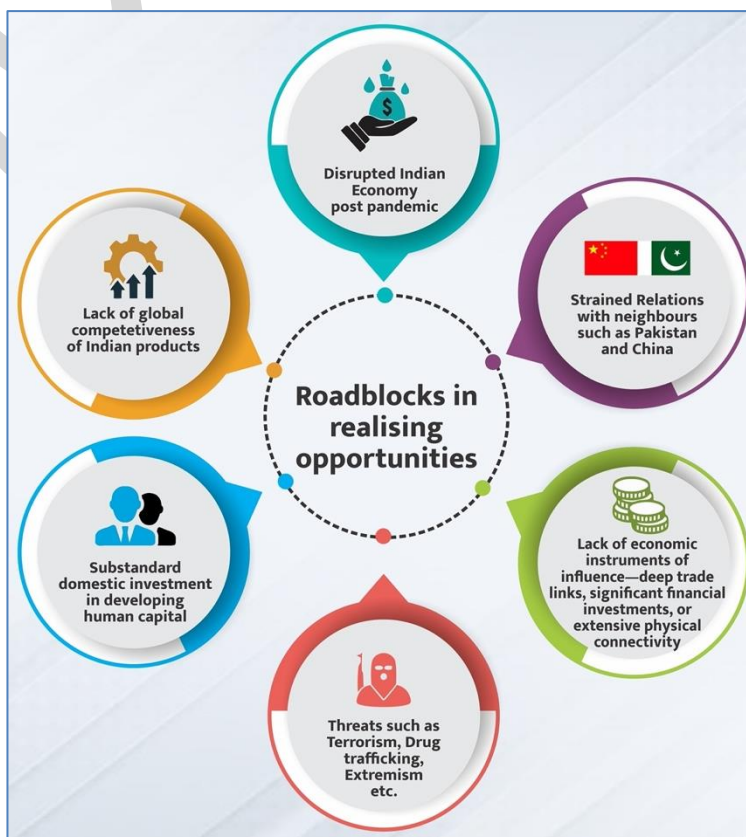 $
Disrupted Indian
Economy
post pandemic
Strained Relations
with neighbours
such as Pakistan
and China
Lack of economic
instruments of
influence—deep trade
links, significant financial
investments, or
extensive physical
connectivity
Threats such as
Terrorism, Drug
trafficking,
Extremism
etc.
Substandard
domestic investment
in developing
human capital
Lack of global
competetiveness
of Indian products
Roadblocks in
realising
opportunities